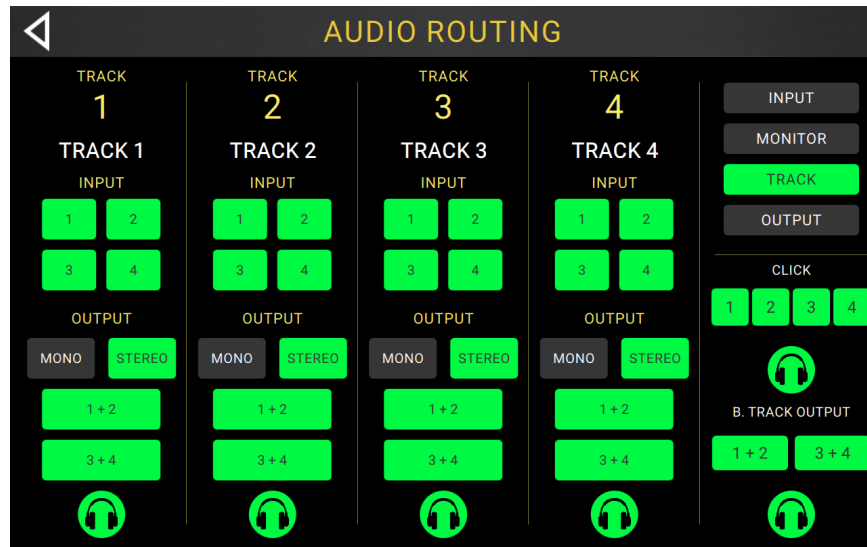 AUDIO ROUTING
TRACK
1
TRACK 1
INPUT
1 2
3 4
OUTPUT
MONO STEREO
1 + 2
3 + 4
TRACK
2
TRACK 2
INPUT
1 2
3 4
OUTPUT
MONO STEREO
1 + 2
3 + 4
TRACK
3
TRACK 3
INPUT
1 2
3 4
OUTPUT
MONO STEREO
1 + 2
3 + 4
TRACK
4
TRACK 4
INPUT
1 2
3 4
OUTPUT
MONO STEREO
1 + 2
3 + 4
INPUT
MONITOR
TRACK
OUTPUT
CLICK
1 2 3 4
B. TRACK OUTPUT
1 + 2 3 + 4